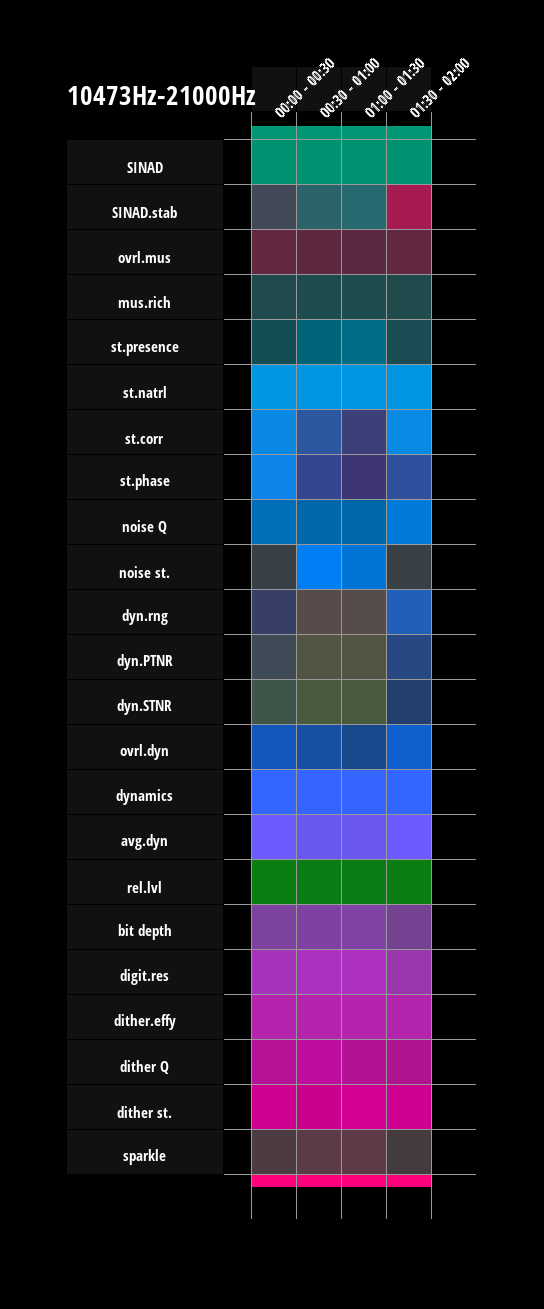 10473Hz-21000Hz
00:00 - 00:30
00:30 - 01:00
01:00 - 01:30
01:30 - 02:00
SINAD
SINAD.stab
ovrl.mus
mus.rich
st.presence
st.natrl
st.corr
st.phase
noise Q
noise st.
dyn.rng
dyn.PTNR
dyn.STNR
ovrl.dyn
dynamics
avg.dyn
rel.lvl
bit depth
digit.res
dither.effy
dither Q
dither st.
sparkle